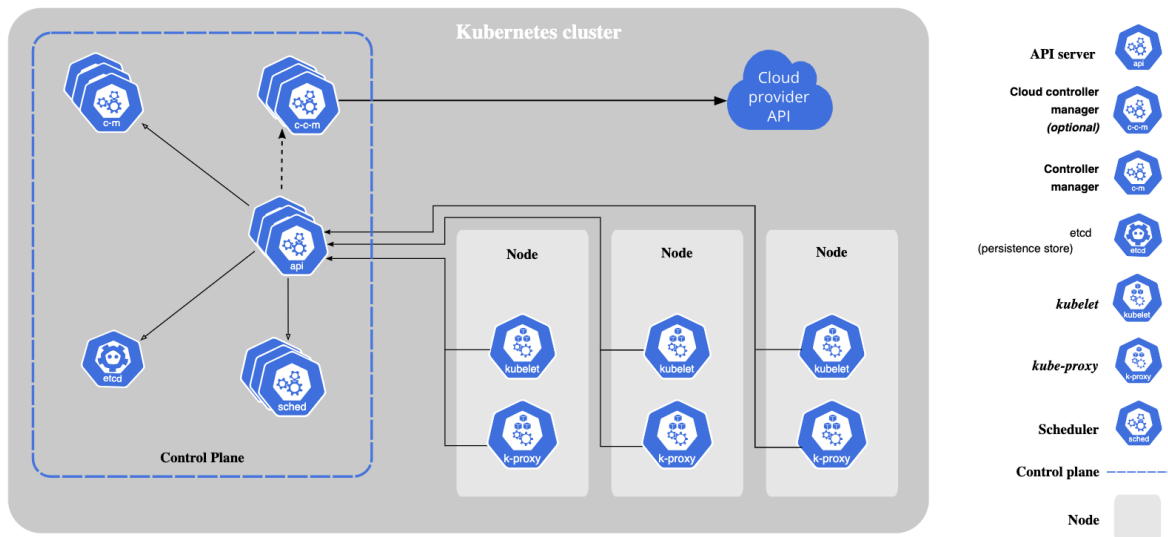 Kubernetes cluster
c-m
c-c-m
Cloud
provider
API
api
etcd
sched
Control Plane
Node
kubelet
k-proxy
Node
kubelet
k-proxy
Node
kubelet
k-proxy
API server
api
Cloud controller
manager
(optional)
c-c-m
Controller
manager
c-m
etcd
(persistence store)
etcd
kubelet
kubelet
kube-proxy
k-proxy
Scheduler
sched
Control plane
Node